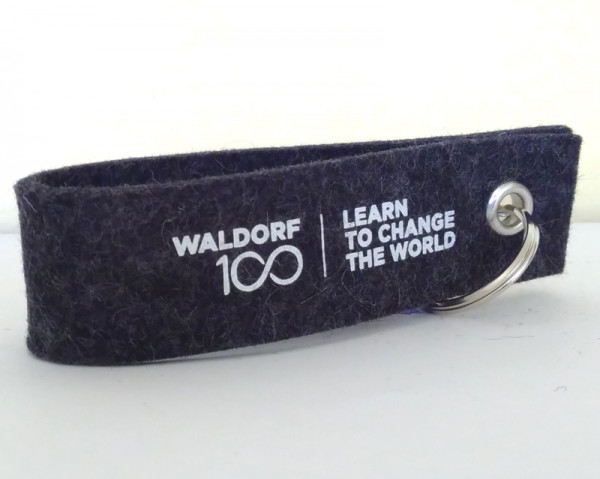 WALDORF
100
LEARN
TO CHANGE
THE WORLD